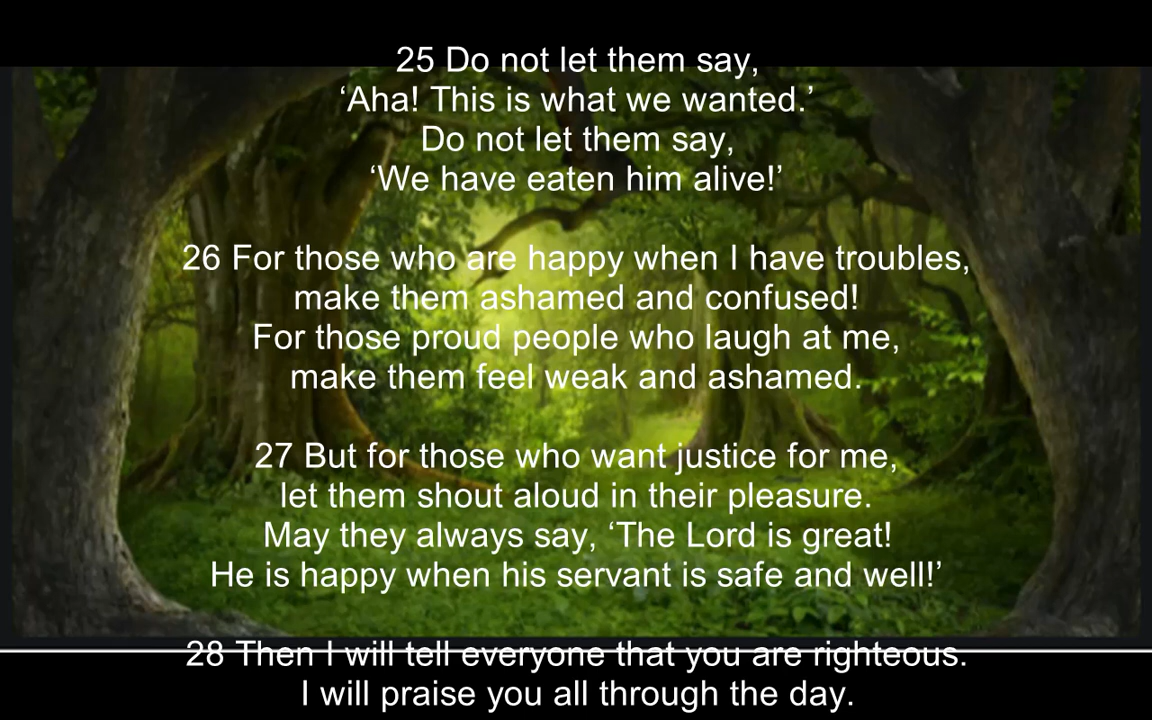 25 Do not let them say,
‘Aha! This is what we wanted.’
Do not let them say,
‘We have eaten him alive!’
26 For those who are happy when I have troubles,
make them ashamed and confused!
For those proud people who laugh at me,
make them feel weak and ashamed.
27 But for those who want justice for me,
let them shout aloud in their pleasure.
May they always say, ‘The Lord is great!
He is happy when his servant is safe and well!’
28 Then I will tell everyone that you are righteous.
I will praise you all through the day.